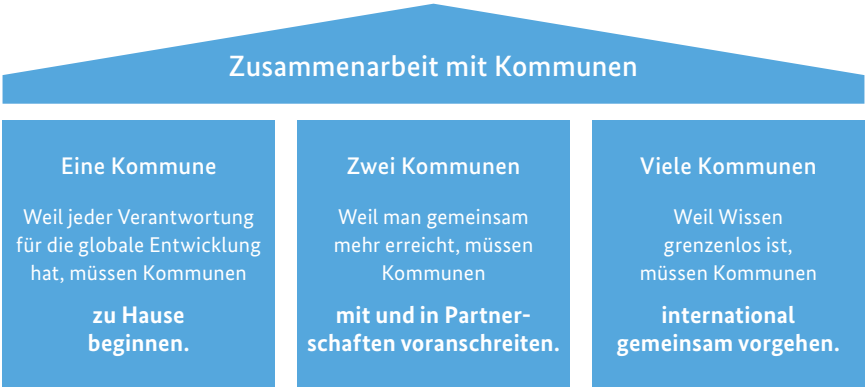 Zusammenarbeit mit Kommunen
Eine Kommune
Weil jeder Verantwortung
für die globale Entwicklung
hat, müssen Kommunen
zu Hause
beginnen.
Zwei Kommunen
Weil man gemeinsam
mehr erreicht, müssen
Kommunen
mit und in Partner-
schaften voranschreiten.
Viele Kommunen
Weil Wissen
grenzenlos ist,
müssen Kommunen
international
gemeinsam vorgehen.